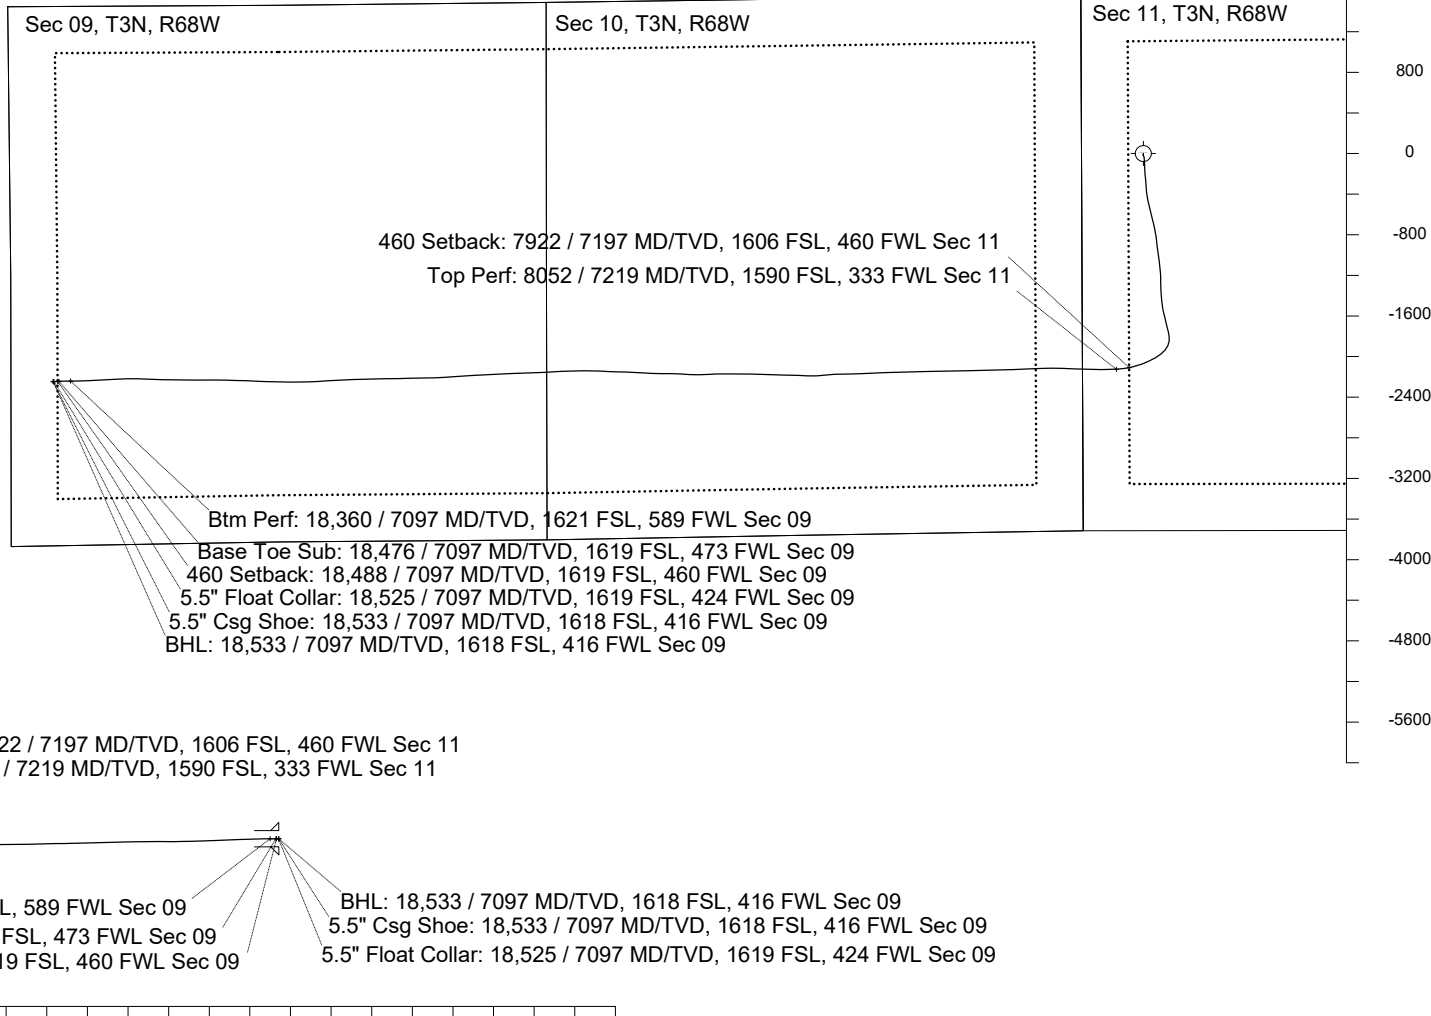 Sec 09, T3N, R68W
Sec 10, T3N, R68W
Sec 11, T3N, R68W
800
0
-800
-1600
-2400
-3200
-4000
-4800
-5600
460 Setback: 7922 / 7197 MD/TVD, 1606 FSL, 460 FWL Sec 11
Top Perf: 8052 / 7219 MD/TVD, 1590 FSL, 333 FWL Sec 11
Btm Perf: 18,360 / 7097 MD/TVD, 1621 FSL, 589 FWL Sec 09
Base Toe Sub: 18,476 / 7097 MD/TVD, 1619 FSL, 473 FWL Sec 09
460 Setback: 18,488 / 7097 MD/TVD, 1619 FSL, 460 FWL Sec 09
5.5" Float Collar: 18,525 / 7097 MD/TVD, 1619 FSL, 424 FWL Sec 09
5.5" Csg Shoe: 18,533 / 7097 MD/TVD, 1618 FSL, 416 FWL Sec 09
BHL: 18,533 / 7097 MD/TVD, 1618 FSL, 416 FWL Sec 09
22 / 7197 MD/TVD, 1606 FSL, 460 FWL Sec 11
/ 7219 MD/TVD, 1590 FSL, 333 FWL Sec 11
L, 589 FWL Sec 09
FSL, 473 FWL Sec 09
19 FSL, 460 FWL Sec 09
BHL: 18,533 / 7097 MD/TVD, 1618 FSL, 416 FWL Sec 09
5.5" Csg Shoe: 18,533 / 7097 MD/TVD, 1618 FSL, 416 FWL Sec 09
5.5" Float Collar: 18,525 / 7097 MD/TVD, 1619 FSL, 424 FWL Sec 09